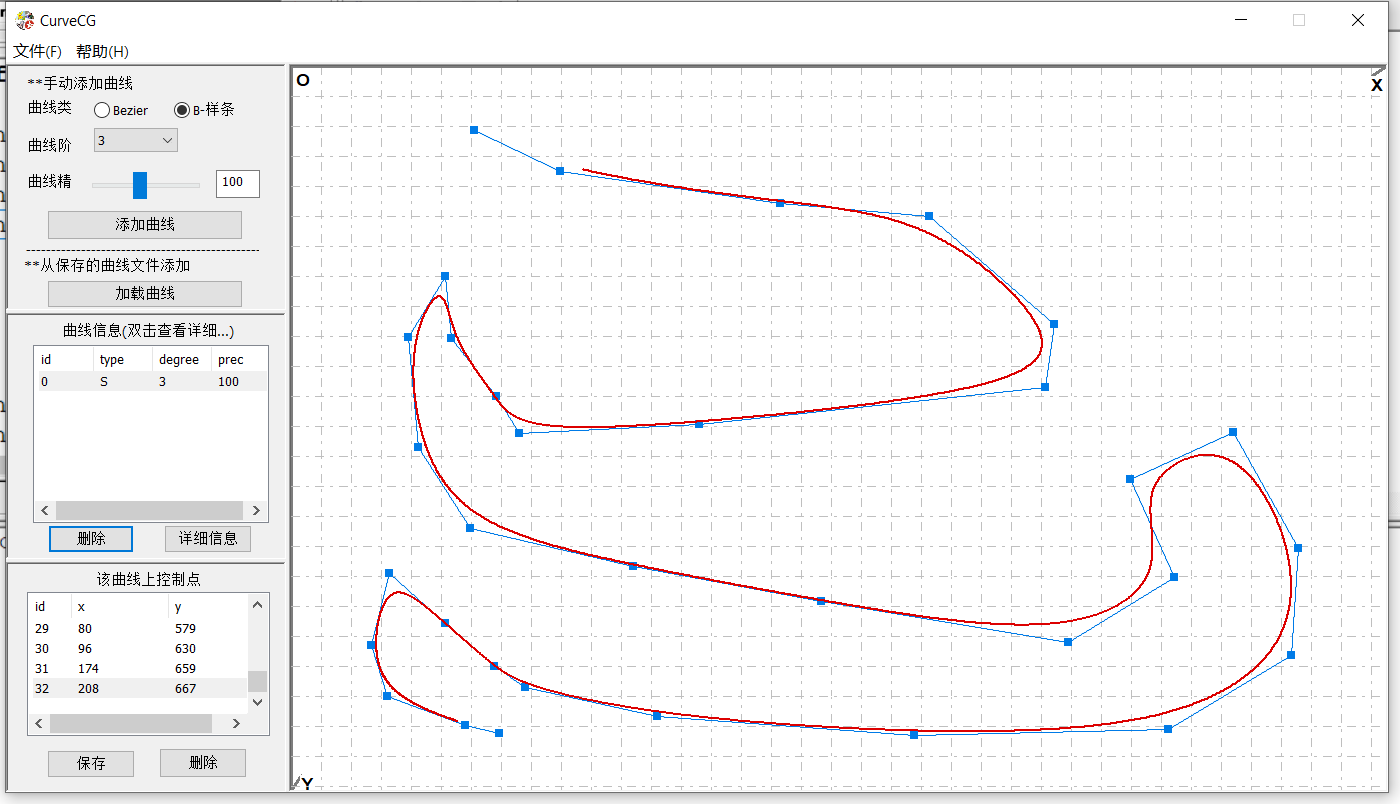 CurveCG
文件(F) 帮助(H)
**手动添加曲线
曲线类 Bezier B-样条
曲线阶 3
曲线精 100
添加曲线
**从保存的曲线文件添加
加载曲线
曲线信息(双击查看详细...)
id type degree prec
0 S 3 100
删除 详细信息
该曲线上控制点
id x y
29 80 579
30 96 630
31 174 659
32 208 667
保存 删除
O
X
Y